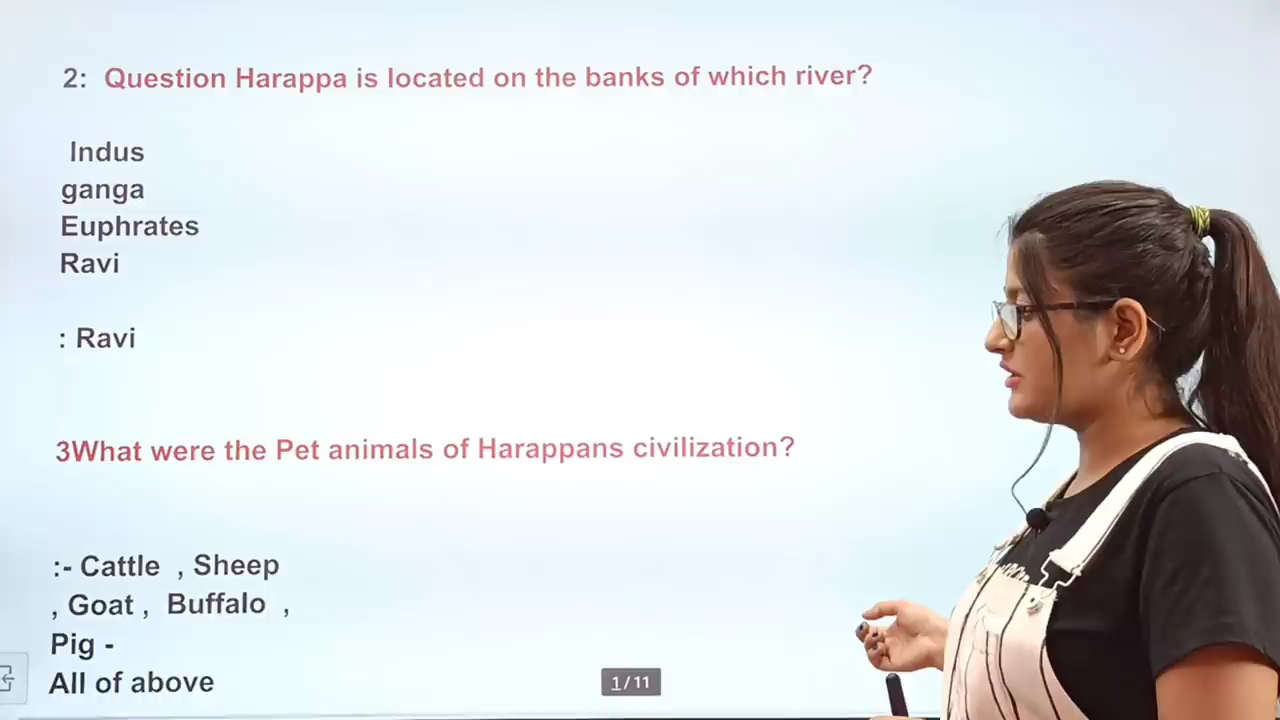 2: Question Harappa is located on the banks of which river?
Indus
ganga
Euphrates
Ravi
: Ravi
3What were the Pet animals of Harappans civilization?
:- Cattle , Sheep
, Goat , Buffalo ,
Pig -
All of above
1/11